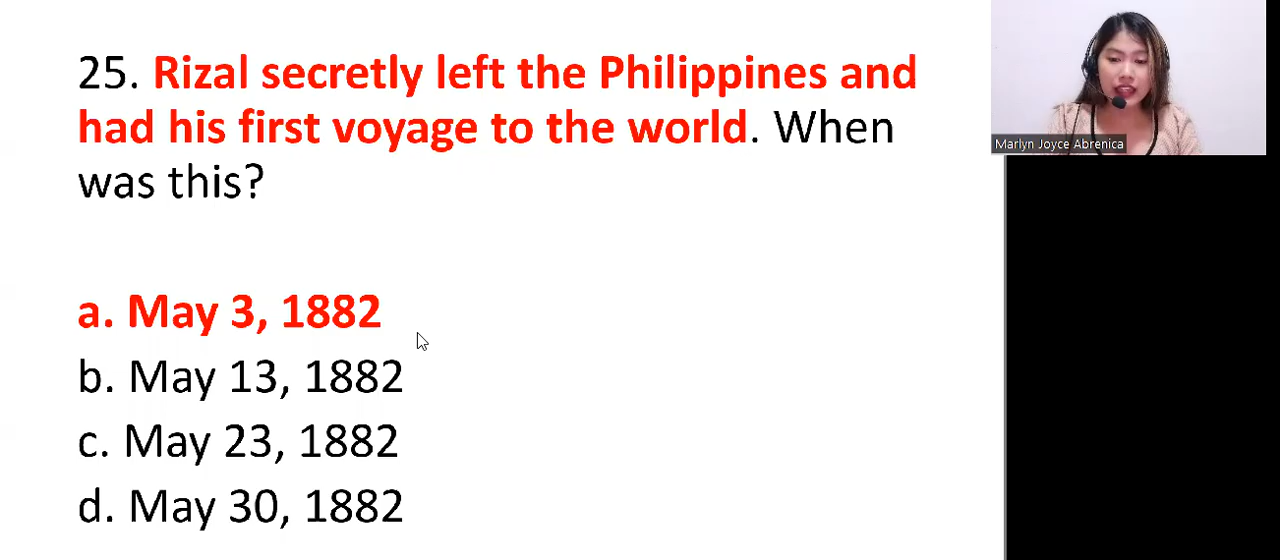 25. Rizal secretly left the Philippines and
had his first voyage to the world. When
was this?
a. May 3, 1882
b. May 13, 1882
c. May 23, 1882
d. May 30, 1882
Marlyn Joyce Abrenica